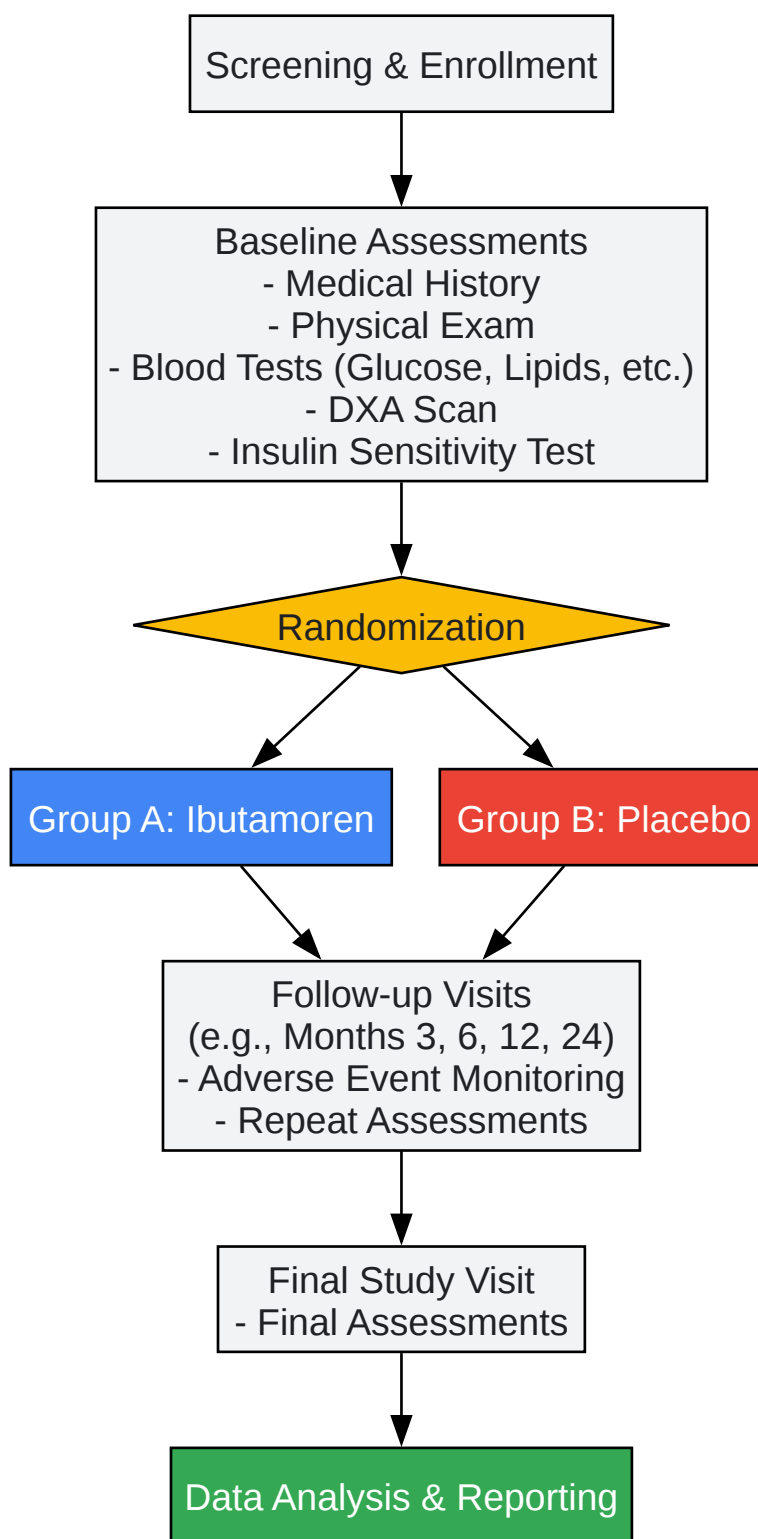 Screening & Enrollment
Baseline Assessments
- Medical History
- Physical Exam
- Blood Tests (Glucose, Lipids, etc.)
- DXA Scan
- Insulin Sensitivity Test
Randomization
Group A: Ibutamoren
Group B: Placebo
Follow-up Visits
(e.g., Months 3, 6, 12, 24)
- Adverse Event Monitoring
- Repeat Assessments
Final Study Visit
- Final Assessments
Data Analysis & Reporting